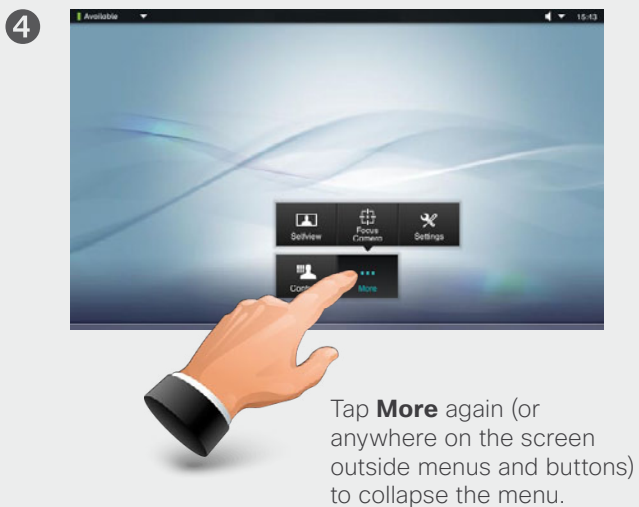 4
Available 15:43
Selfview Focus Settings
Camera
More
Tap More again (or
anywhere on the screen
outside menus and buttons)
to collapse the menu.